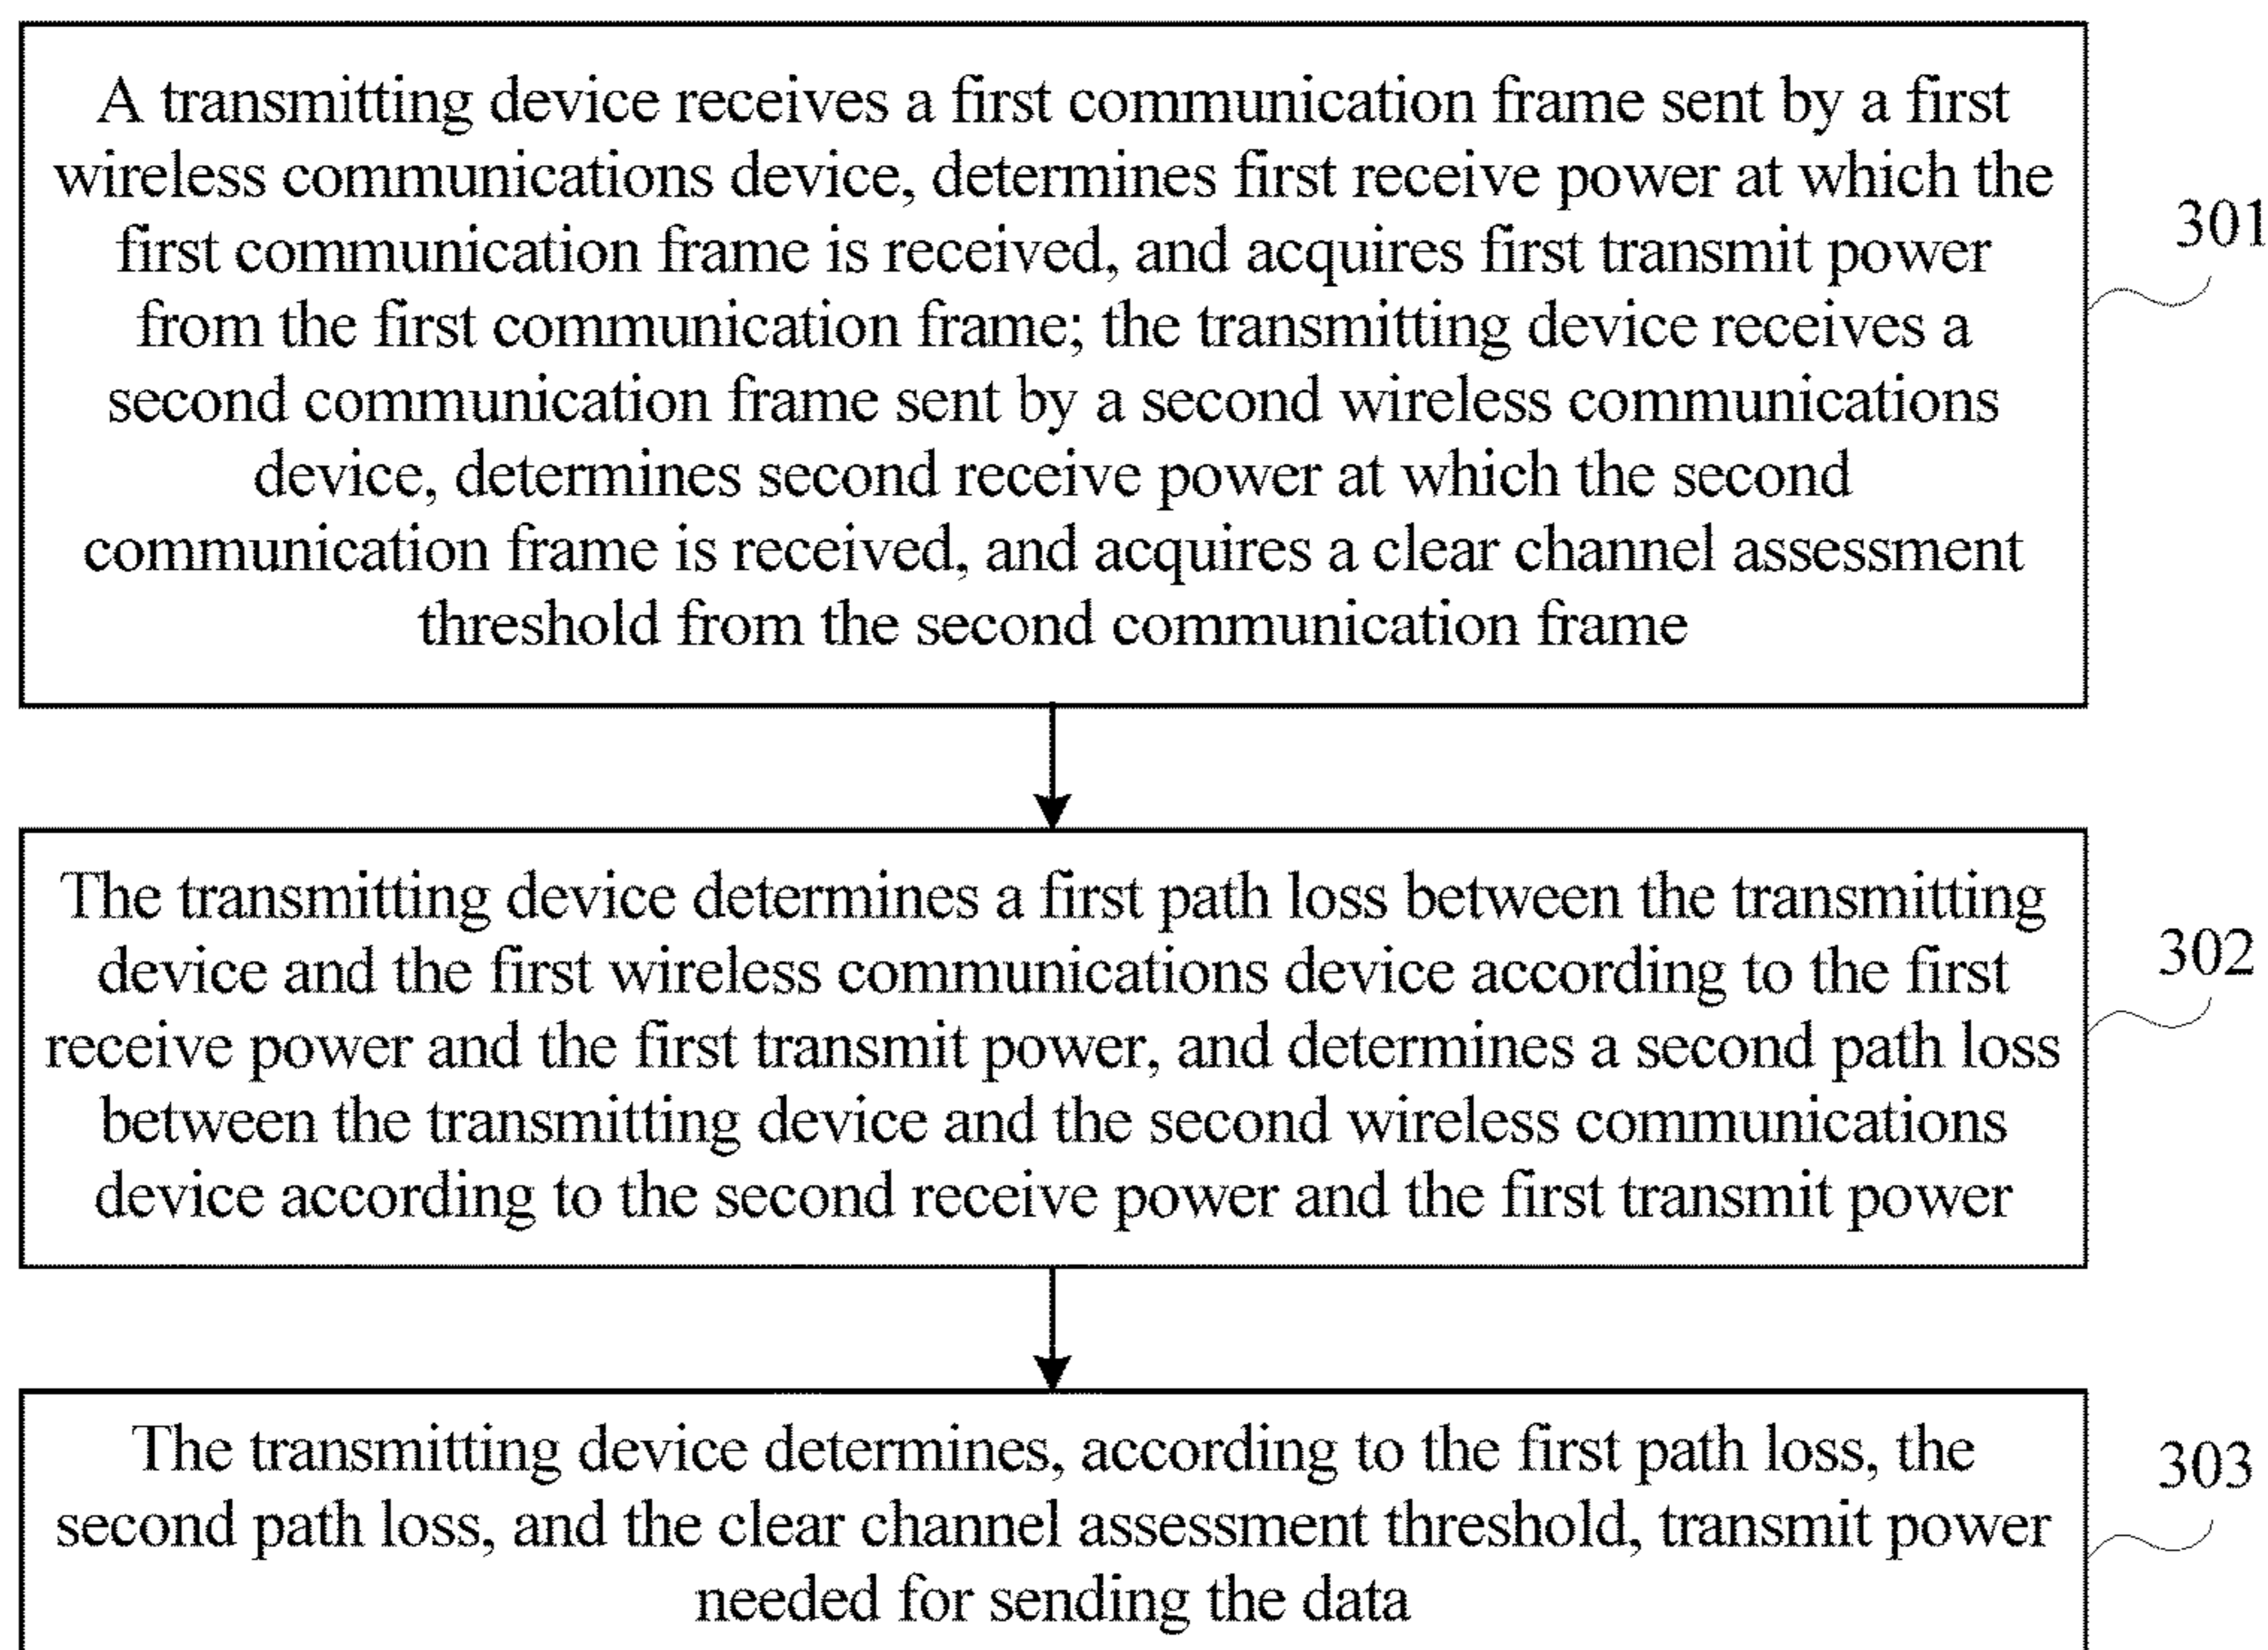 A transmitting device receives a first communication frame sent by a first
wireless communications device, determines first receive power at which the
first communication frame is received, and acquires first transmit power
from the first communication frame; the transmitting device receives a
second communication frame sent by a second wireless communications
device, determines second receive power at which the second
communication frame is received, and acquires a clear channel assessment
threshold from the second communication frame
301
The transmitting device determines a first path loss between the transmitting
device and the first wireless communications device according to the first
receive power and the first transmit power, and determines a second path loss
between the transmitting device and the second wireless communications
device according to the second receive power and the first transmit power
302
The transmitting device determines, according to the first path loss, the
second path loss, and the clear channel assessment threshold, transmit power
needed for sending the data
303